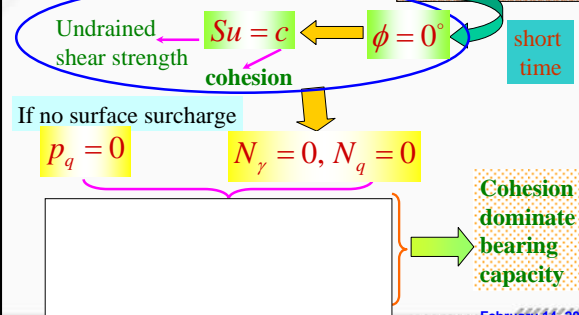 Undrained
shear strength
Su = c
cohesion
ϕ = 0°
short
time
If no surface surcharge
p_q = 0
N_γ = 0, N_q = 0
Cohesion
dominate
bearing
capacity